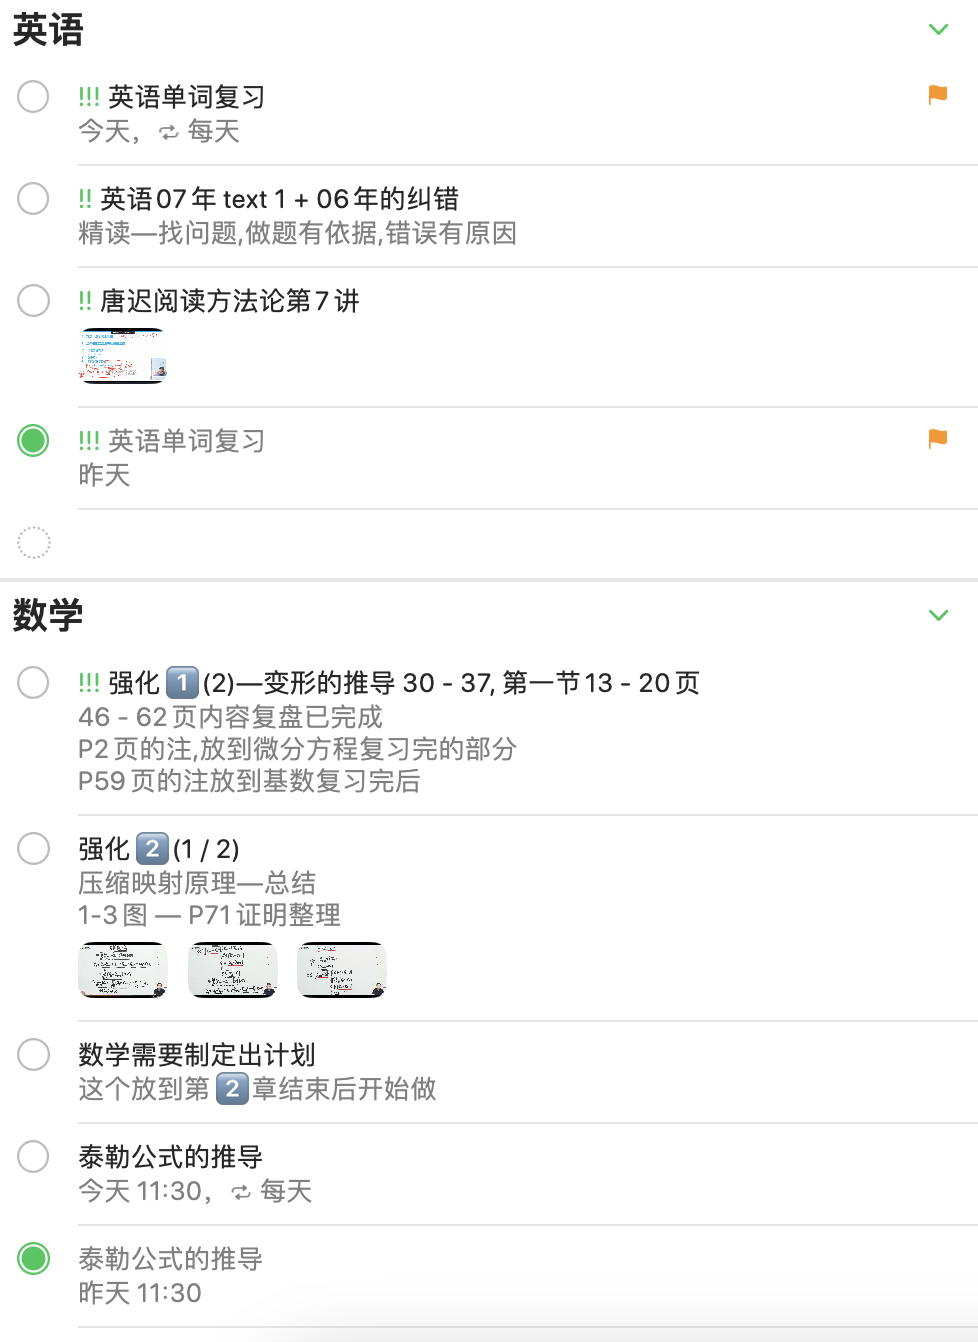 英语
!!! 英语单词复习
今天, 每天
!! 英语07年 text 1 + 06年的纠错
精读—找问题,做题有依据,错误有原因
!! 唐迟阅读方法论第7讲
!!! 英语单词复习
昨天
数学
!!! 强化 1️⃣(2)—变形的推导 30 - 37, 第一节13 - 20页
46 - 62页内容复盘已完成
P2页的注,放到微分方程复习完的部分
P59页的注放到基数复习完后
强化 2️⃣(1 / 2)
压缩映射原理—总结
1-3图 — P71证明整理
数学需要制定出计划
这个放到第 2️⃣章结束后开始做
泰勒公式的推导
今天 11:30, 每天
泰勒公式的推导
昨天 11:30